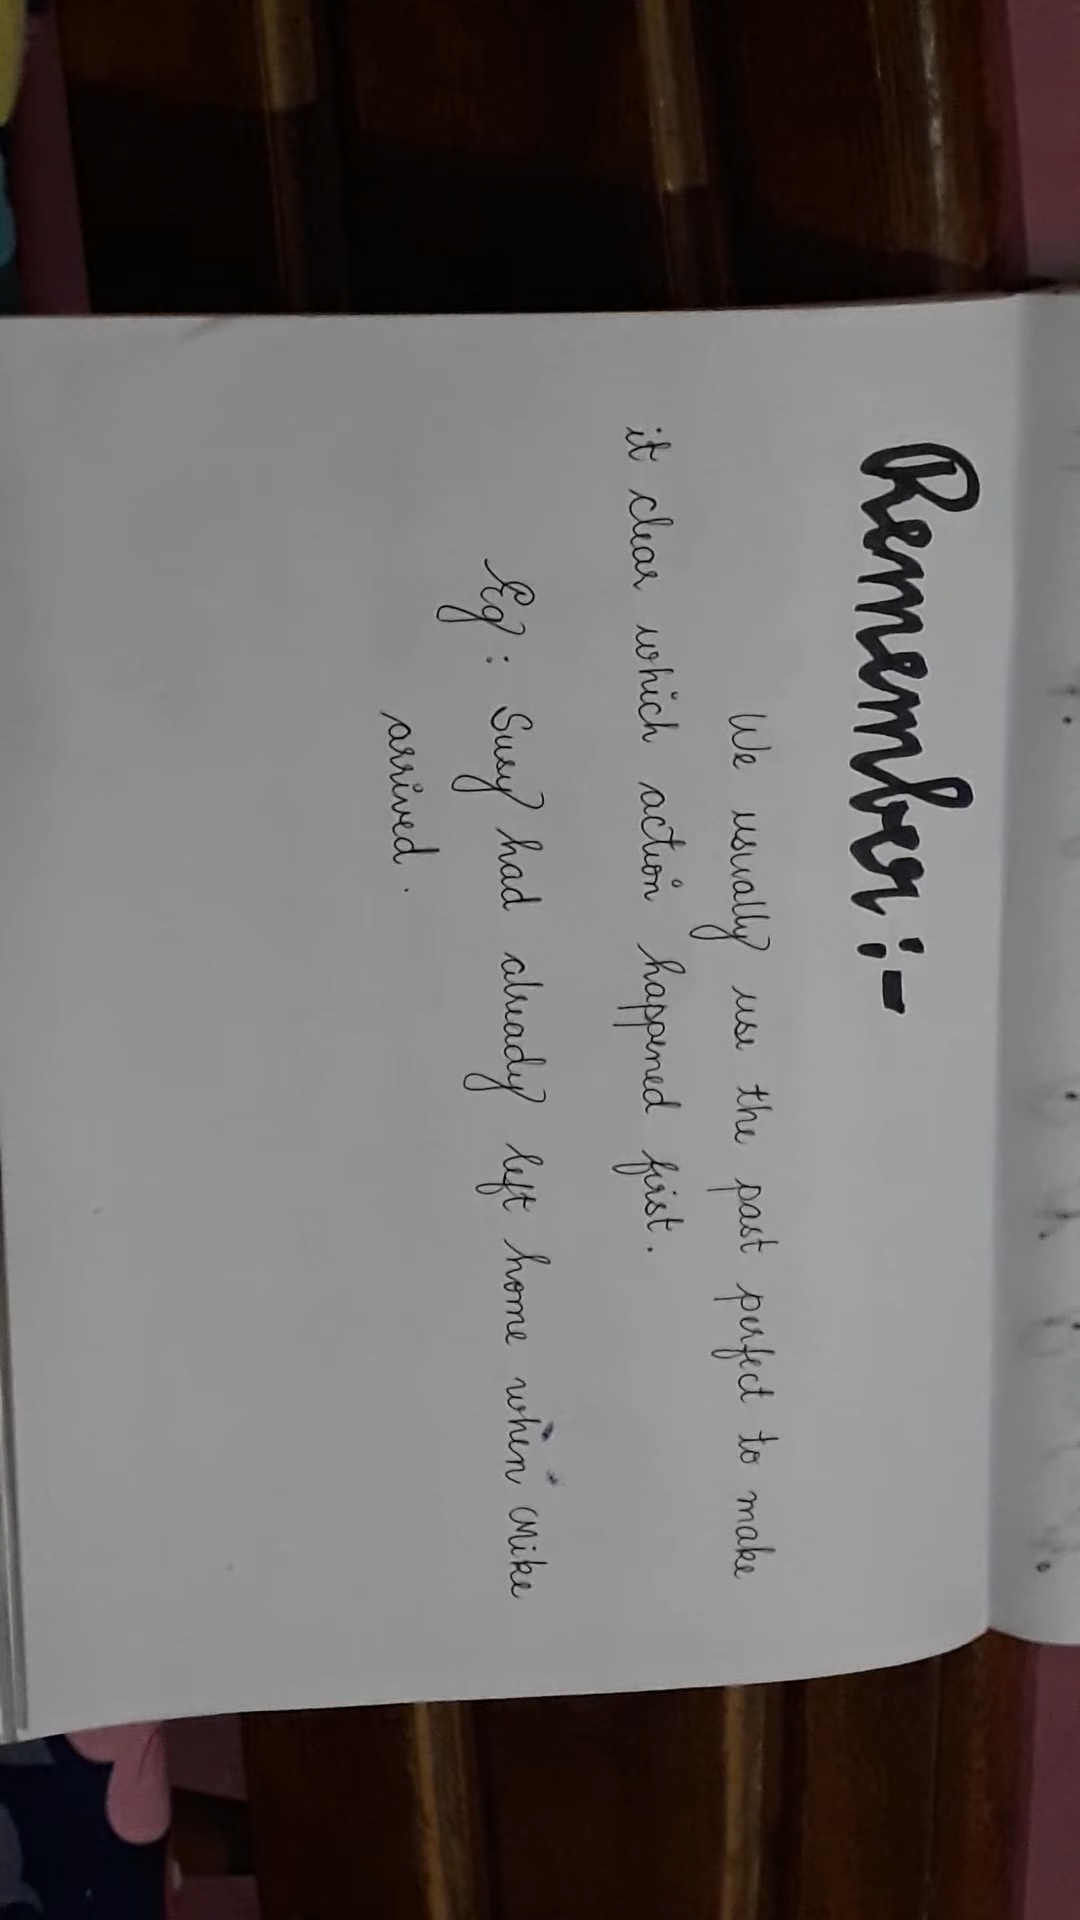 Remember :-
We usually use the past perfect to make
it clear which action happened first.
Eg : Susy had already left home when Mike
arrived.